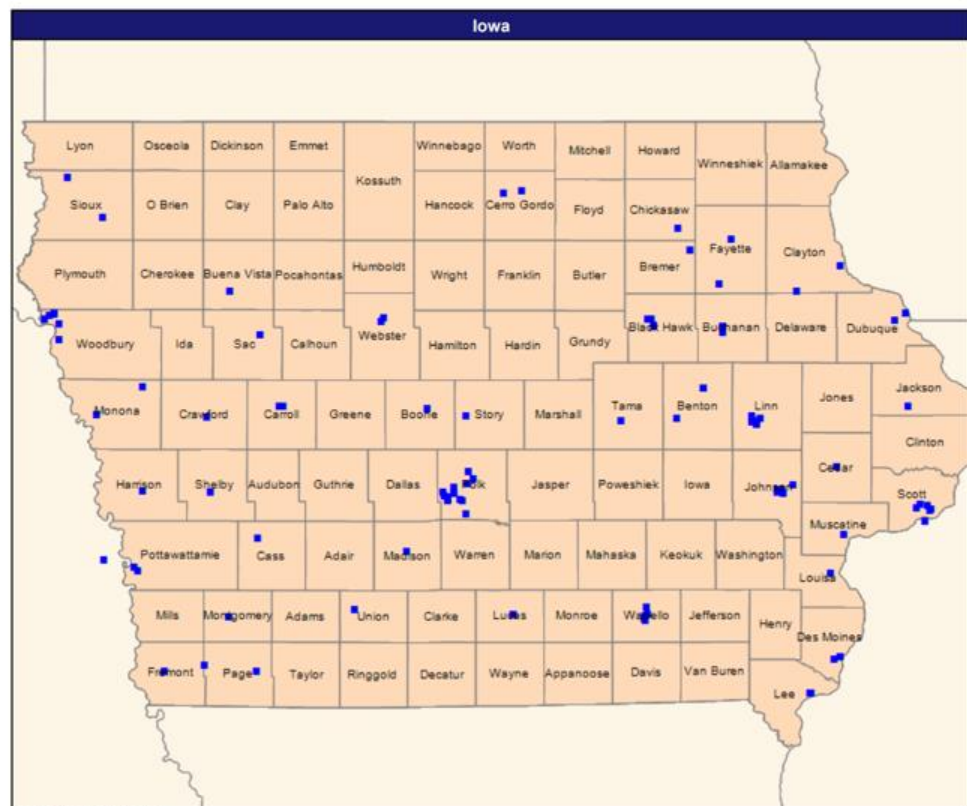 Iowa
Lyon Osceola Dickinson Emmet Winnebago Worth Mitchell Howard Winneshiek Allamakee
Kossuth
Sioux O Brien Clay Palo Alto Hancock Cerro Gordo Floyd Chickasaw
Fayette Clayton
Plymouth Cherokee Buena Vista Pocahontas Humboldt Wright Franklin Butler Bremer
Woodbury Ida Sac Calhoun Webster Hamilton Hardin Grundy Black Hawk Buchanan Delaware Dubuque
Jackson
Monona Crawford Carroll Greene Boone Story Marshall Tama Benton Linn Jones
Clinton
Harrison Shelby Audubon Guthrie Dallas Polk Jasper Poweshiek Iowa Johnson Cedar
Scott
Muscatine
Pottawattamie Cass Adair Madison Warren Marion Mahaska Keokuk Washington
Louisa
Mills Montgomery Adams Union Clarke Lucas Monroe Wapello Jefferson Henry
Des Moines
Fremont Page Taylor Ringgold Decatur Wayne Appanoose Davis Van Buren
Lee